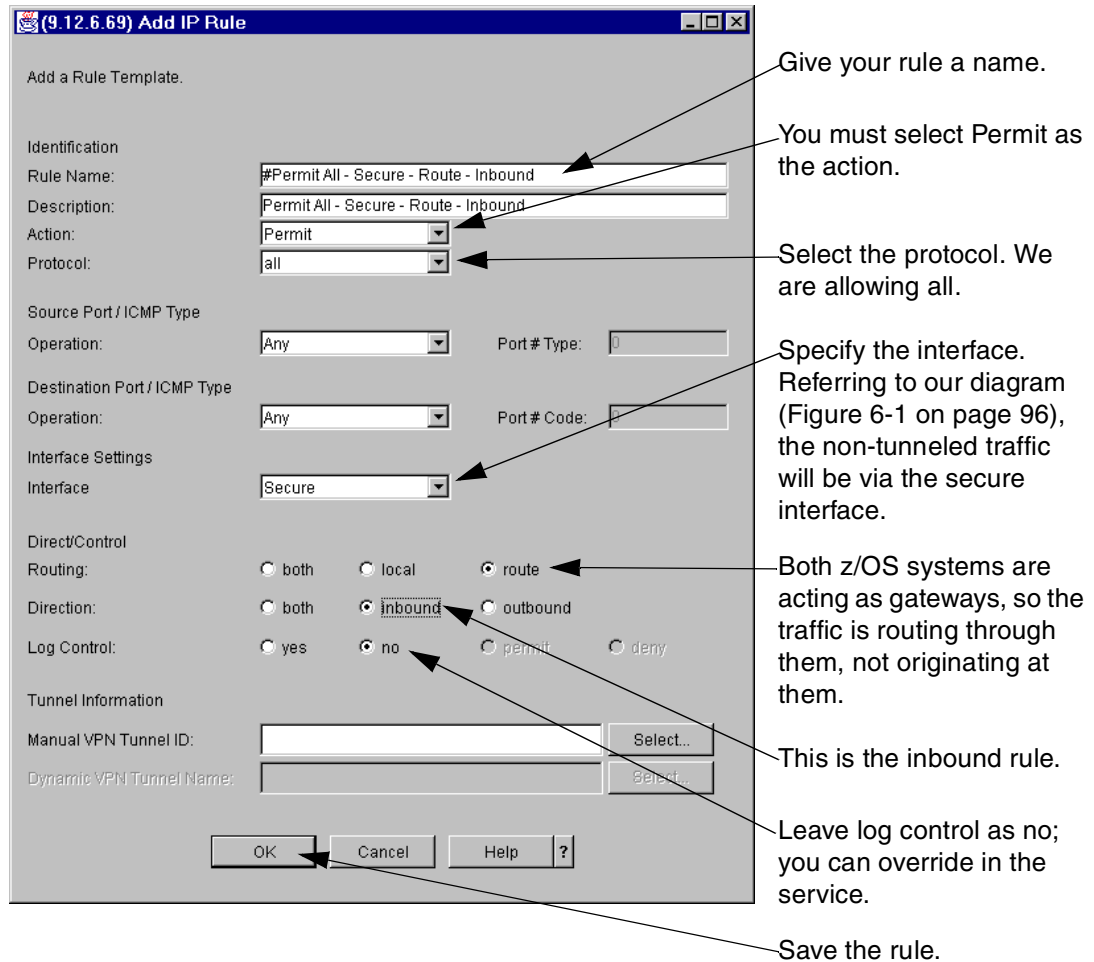 (9.12.6.69) Add IP Rule
Add a Rule Template.
Identification
Rule Name: #Permit All - Secure - Route - Inbound
Description: Permit All - Secure - Route - Inbound
Action: Permit
Protocol: all
Source Port / ICMP Type
Operation: Any Port # Type: 0
Destination Port / ICMP Type
Operation: Any Port # Code: 0
Interface Settings
Interface Secure
Direct/Control
Routing: both local route
Direction: both inbound outbound
Log Control: yes no permit deny
Tunnel Information
Manual VPN Tunnel ID: Select...
Dynamic VPN Tunnel Name: Select...
OK Cancel Help ?
Give your rule a name.
You must select Permit as
the action.
Select the protocol. We
are allowing all.
Specify the interface.
Referring to our diagram
(Figure 6-1 on page 96),
the non-tunneled traffic
will be via the secure
interface.
Both z/OS systems are
acting as gateways, so the
traffic is routing through
them, not originating at
them.
This is the inbound rule.
Leave log control as no;
you can override in the
service.
Save the rule.